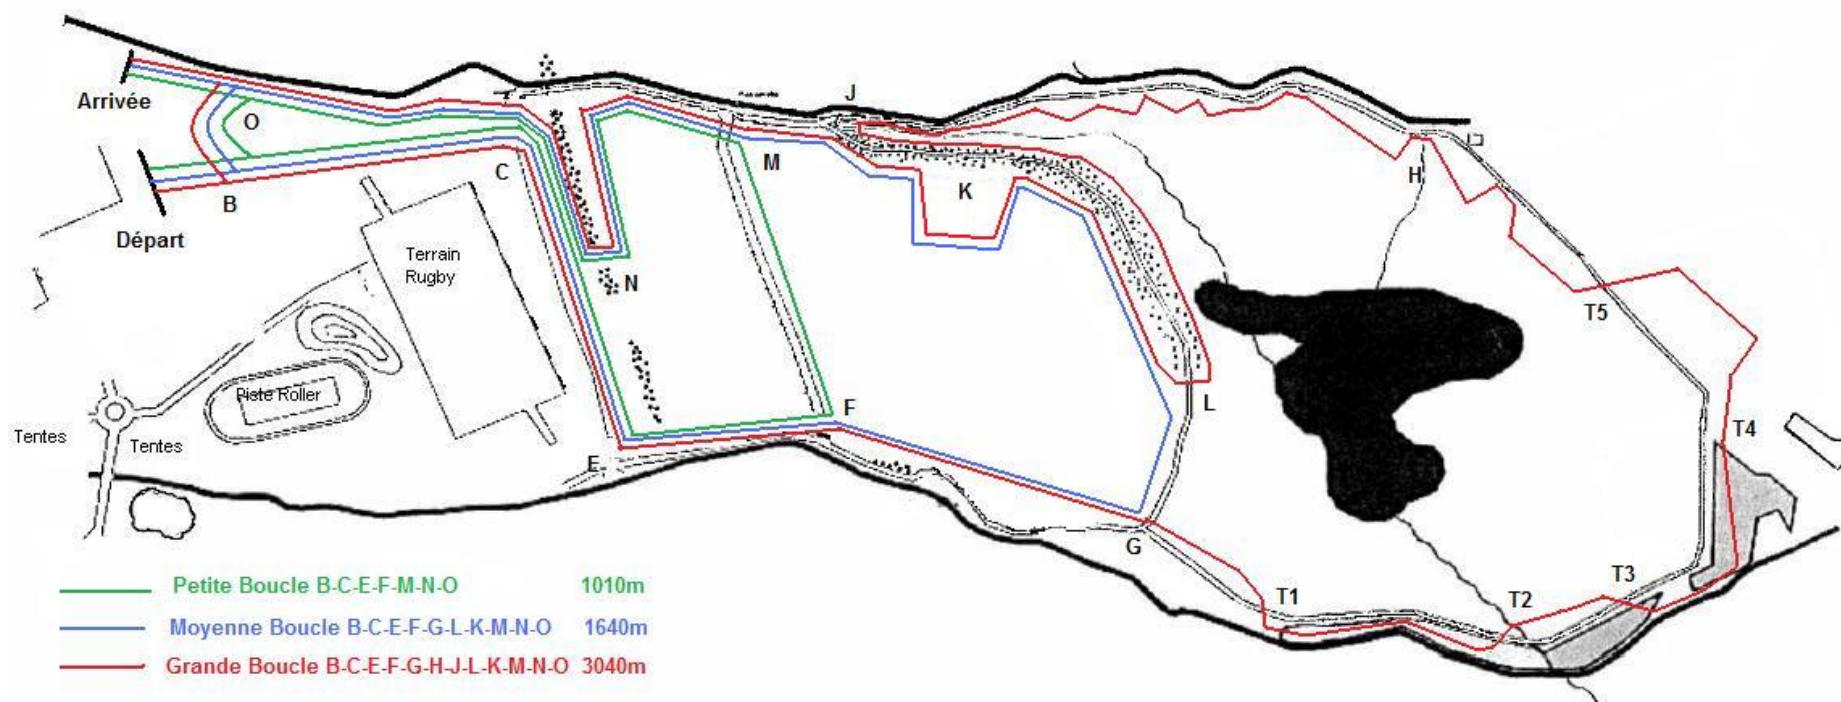 Arrivée
O
J
C
M
K
H
B
Départ
Terrain
Rugby
N
T5
Piste Roller
F
L
T4
Tentes
Tentes
E
G
T1
T2
T3
Petite Boucle B-C-E-F-M-N-O 1010m
Moyenne Boucle B-C-E-F-G-L-K-M-N-O 1640m
Grande Boucle B-C-E-F-G-H-J-L-K-M-N-O 3040m